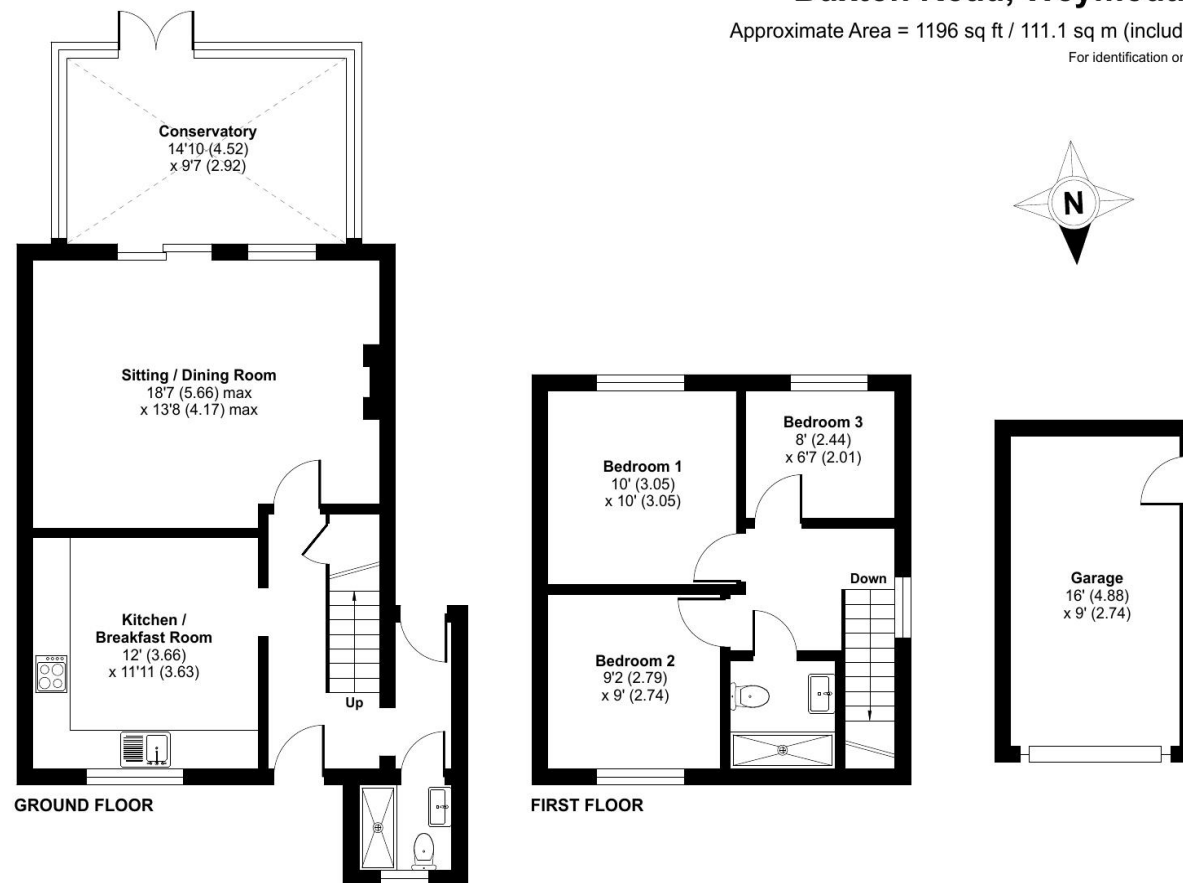 Approximate Area = 1196 sq ft / 111.1 sq m (includ
For identification or
Conservatory
14'10 (4.52)
x 9'7 (2.92)
N
Sitting / Dining Room
18'7 (5.66) max
x 13'8 (4.17) max
Kitchen /
Breakfast Room
12' (3.66)
x 11'11 (3.63)
Up
GROUND FLOOR
Bedroom 1
10' (3.05)
x 10' (3.05)
Bedroom 3
8' (2.44)
x 6'7 (2.01)
Down
Bedroom 2
9'2 (2.79)
x 9' (2.74)
FIRST FLOOR
Garage
16' (4.88)
x 9' (2.74)